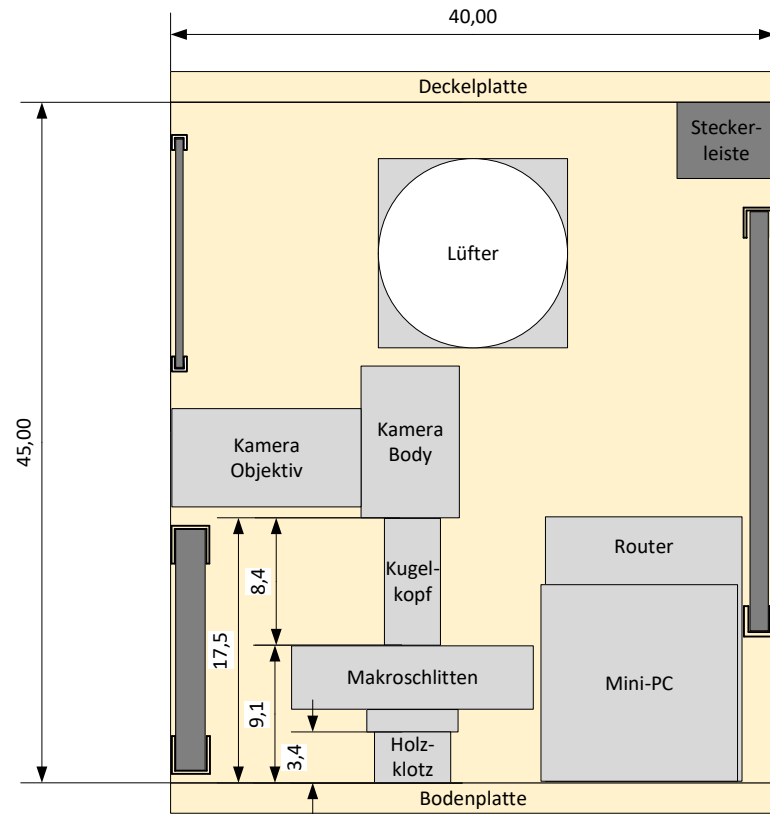 40,00
Deckelplatte
Stecker-
leiste
Lüfter
45,00
Kamera
Objektiv
Kamera
Body
Kugel-
kopf
8,4
17,5
Router
Makroschlitten
Mini-PC
9,1
3,4
Holz-
klotz
Bodenplatte